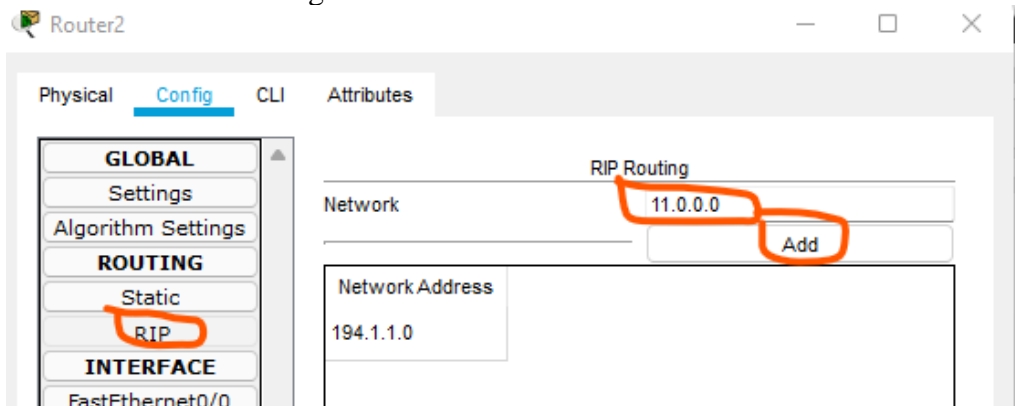 Router2
Physical Config CLI Attributes
GLOBAL
Settings
Algorithm Settings
ROUTING
Static
RIP
INTERFACE
FastEthernet0/0
RIP Routing
Network 11.0.0.0
Add
Network Address
194.1.1.0